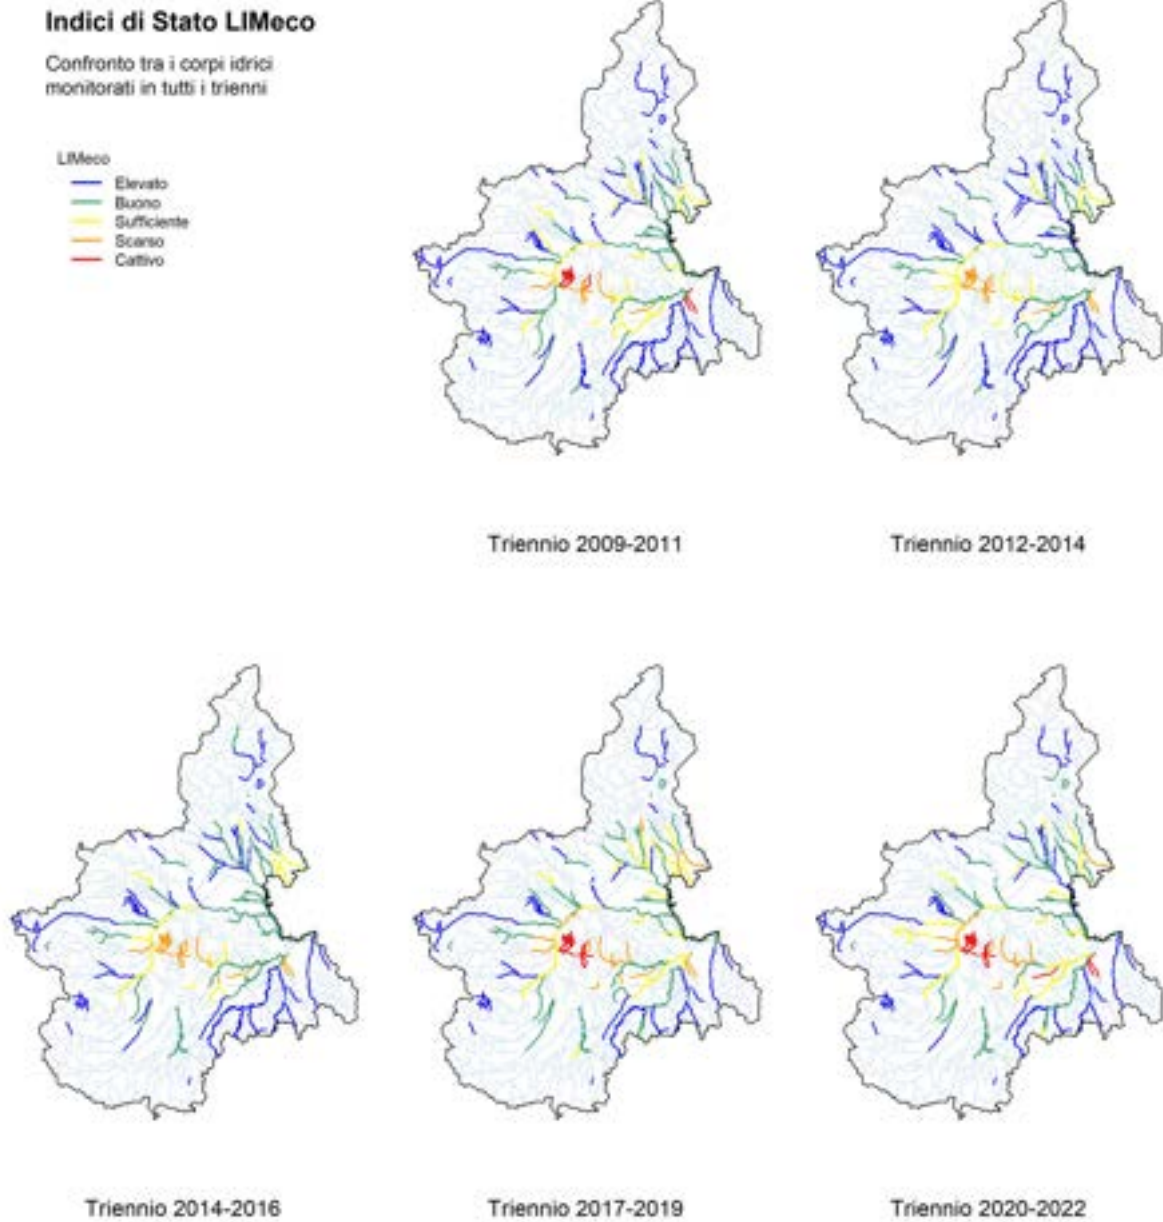 Indici di Stato LIMeco
Confronto tra i corpi idrici
monitorati in tutti i trienni
LIMeco
Elevato
Buono
Sufficiente
Scarso
Cattivo
Triennio 2009-2011
Triennio 2012-2014
Triennio 2014-2016
Triennio 2017-2019
Triennio 2020-2022